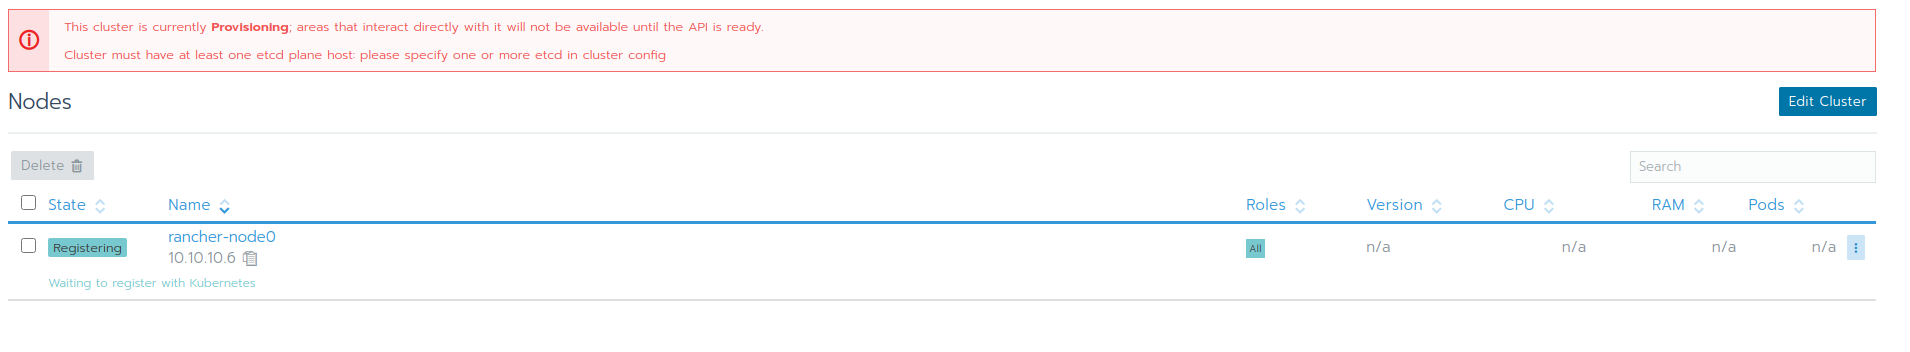 This cluster is currently Provisioning; areas that interact directly with it will not be available until the API is ready.
Cluster must have at least one etcd plane host: please specify one or more etcd in cluster config
Nodes
Edit Cluster
Delete
Search
State Name Roles Version CPU RAM Pods
Registering rancher-node0 All n/a n/a n/a n/a
10.10.10.6
Waiting to register with Kubernetes